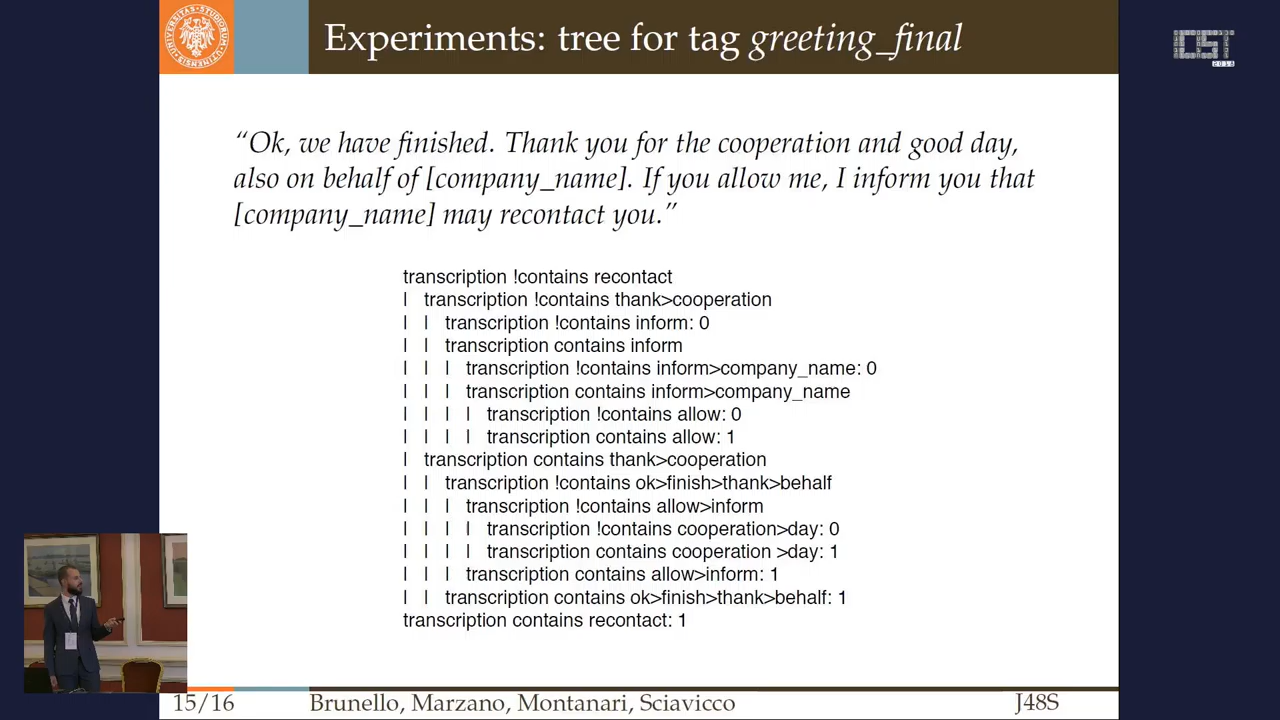 Experiments: tree for tag greeting_final
“Ok, we have finished. Thank you for the cooperation and good day,
also on behalf of [company_name]. If you allow me, I inform you that
[company_name] may recontact you.”
transcription !contains recontact
| transcription !contains thank>cooperation
| | transcription !contains inform: 0
| | transcription contains inform
| | | transcription !contains inform>company_name: 0
| | | transcription contains inform>company_name
| | | | transcription !contains allow: 0
| | | | transcription contains allow: 1
| transcription contains thank>cooperation
| | transcription !contains ok>finish>thank>behalf
| | | transcription !contains allow>inform
| | | | transcription !contains cooperation>day: 0
| | | | transcription contains cooperation >day: 1
| | | transcription contains allow>inform: 1
| | transcription contains ok>finish>thank>behalf: 1
transcription contains recontact: 1
15/16 Brunello, Marzano, Montanari, Sciavicco J48S